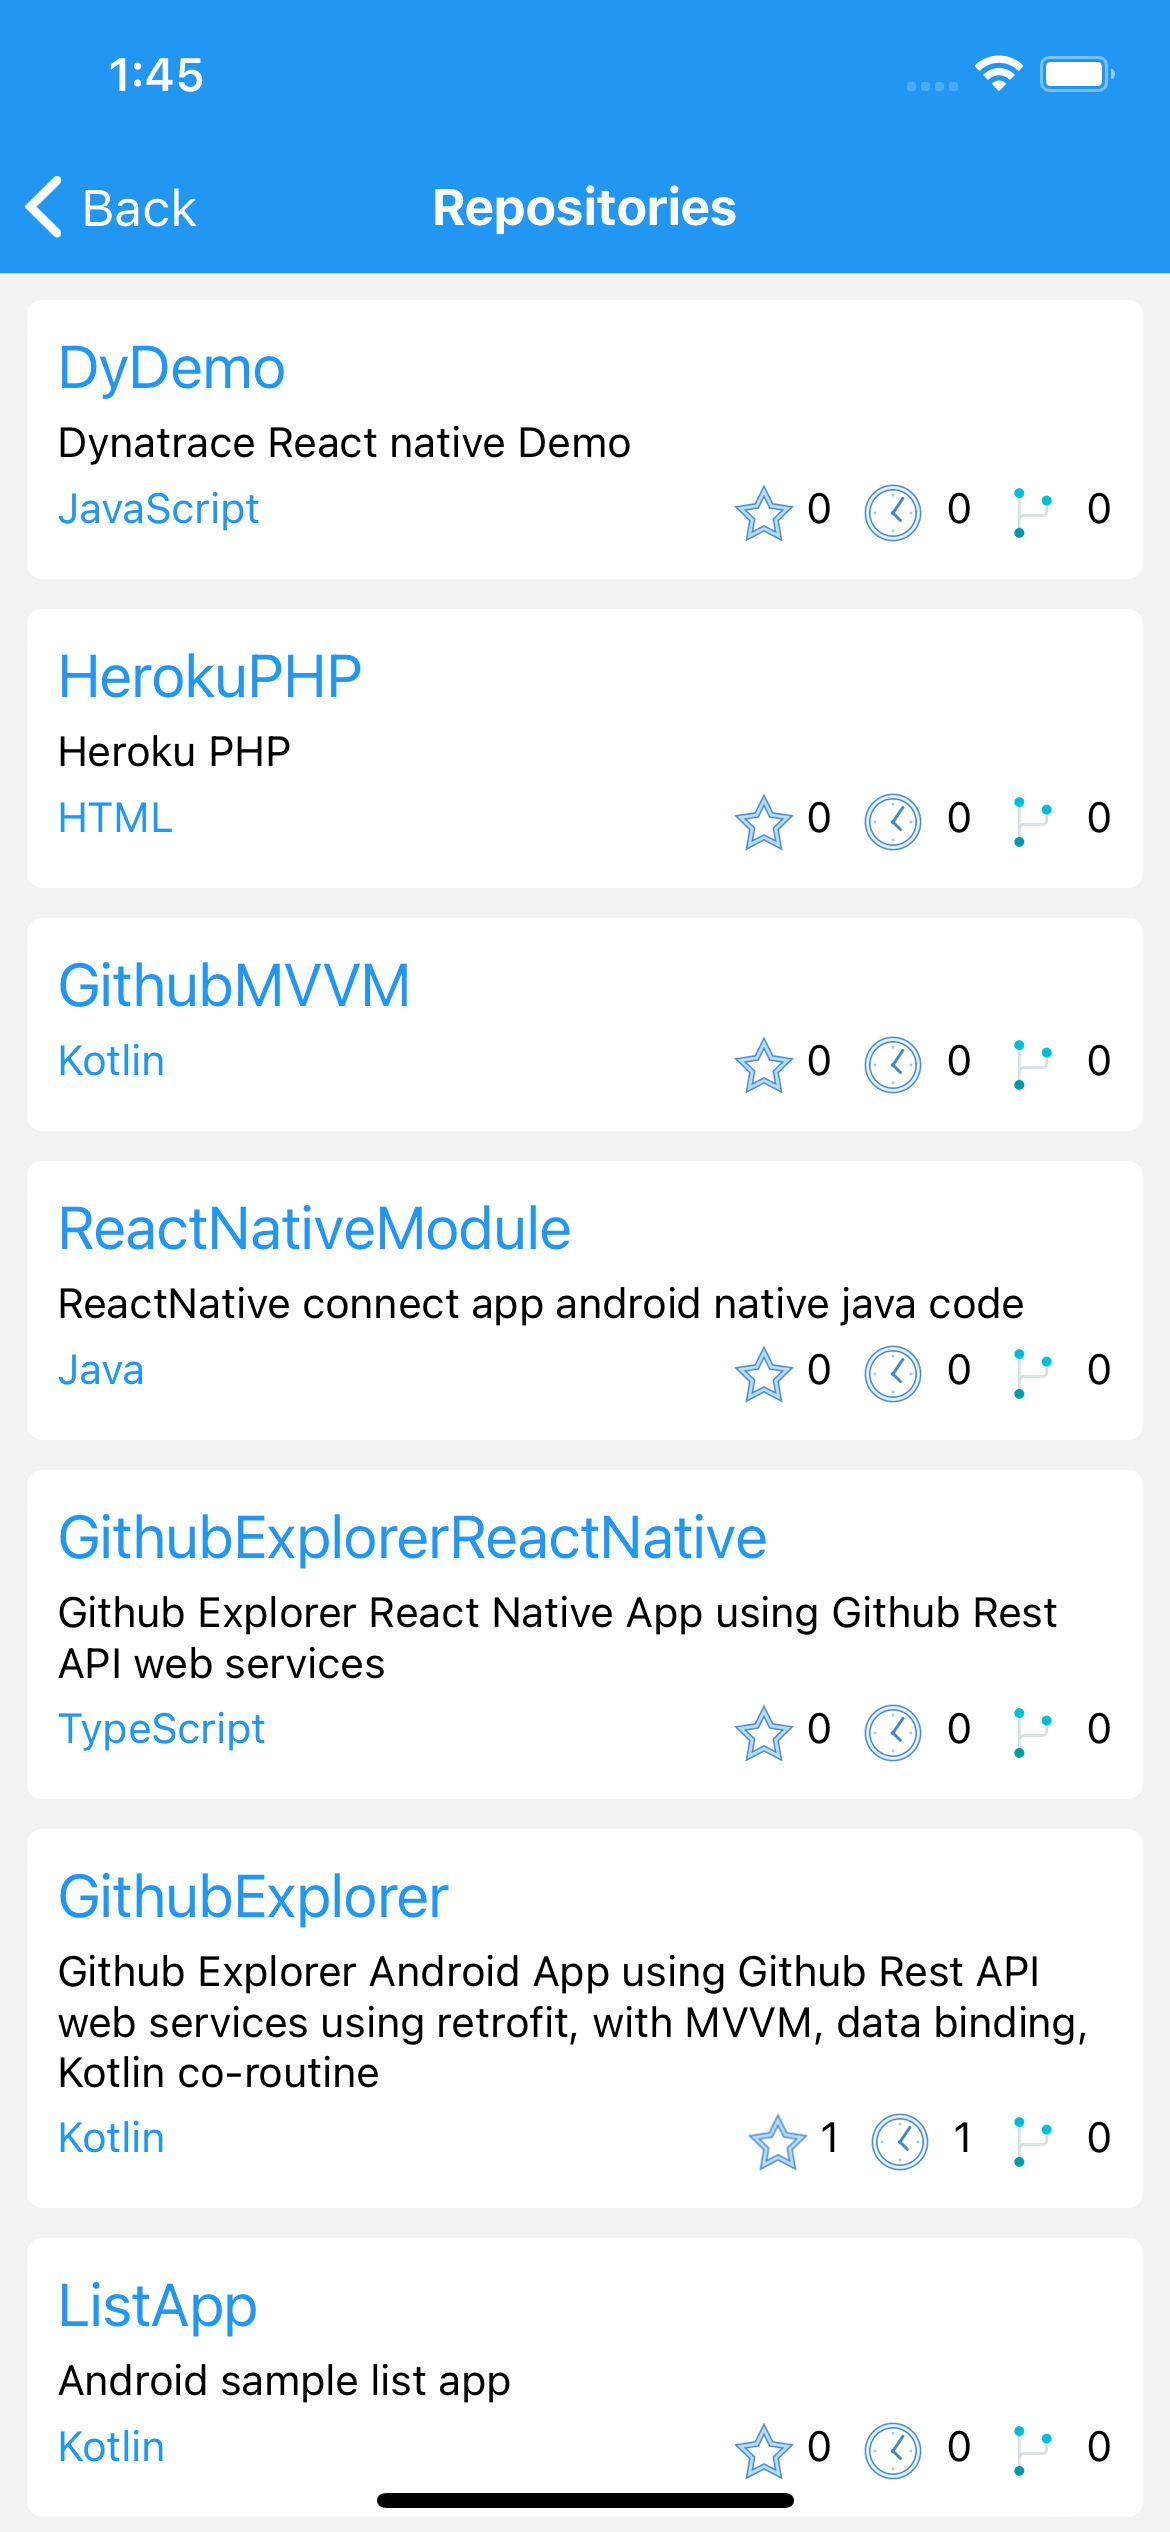 1:45
Back
Repositories
DyDemo
Dynatrace React native Demo
JavaScript 0 0 0
HerokuPHP
Heroku PHP
HTML 0 0 0
GithubMVVM
Kotlin 0 0 0
ReactNativeModule
ReactNative connect app android native java code
Java 0 0 0
GithubExplorerReactNative
Github Explorer React Native App using Github Rest
API web services
TypeScript 0 0 0
GithubExplorer
Github Explorer Android App using Github Rest API
web services using retrofit, with MVVM, data binding,
Kotlin co-routine
Kotlin 1 1 0
ListApp
Android sample list app
Kotlin 0 0 0